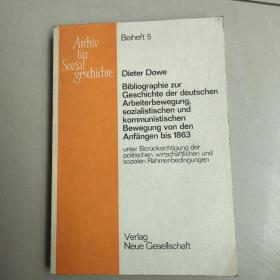 Archiv
für
Sozial
geschichte
Beiheft 5
Dieter Dowe
Bibliographie zur
Geschichte der deutschen
Arbeiterbewegung,
sozialistischen und
kommunistischen
Bewegung von den
Anfängen bis 1863
unter Berücksichtigung der
politischen, wirtschaftlichen und
sozialen Rahmenbedingungen
Verlag
Neue Gesellschaft